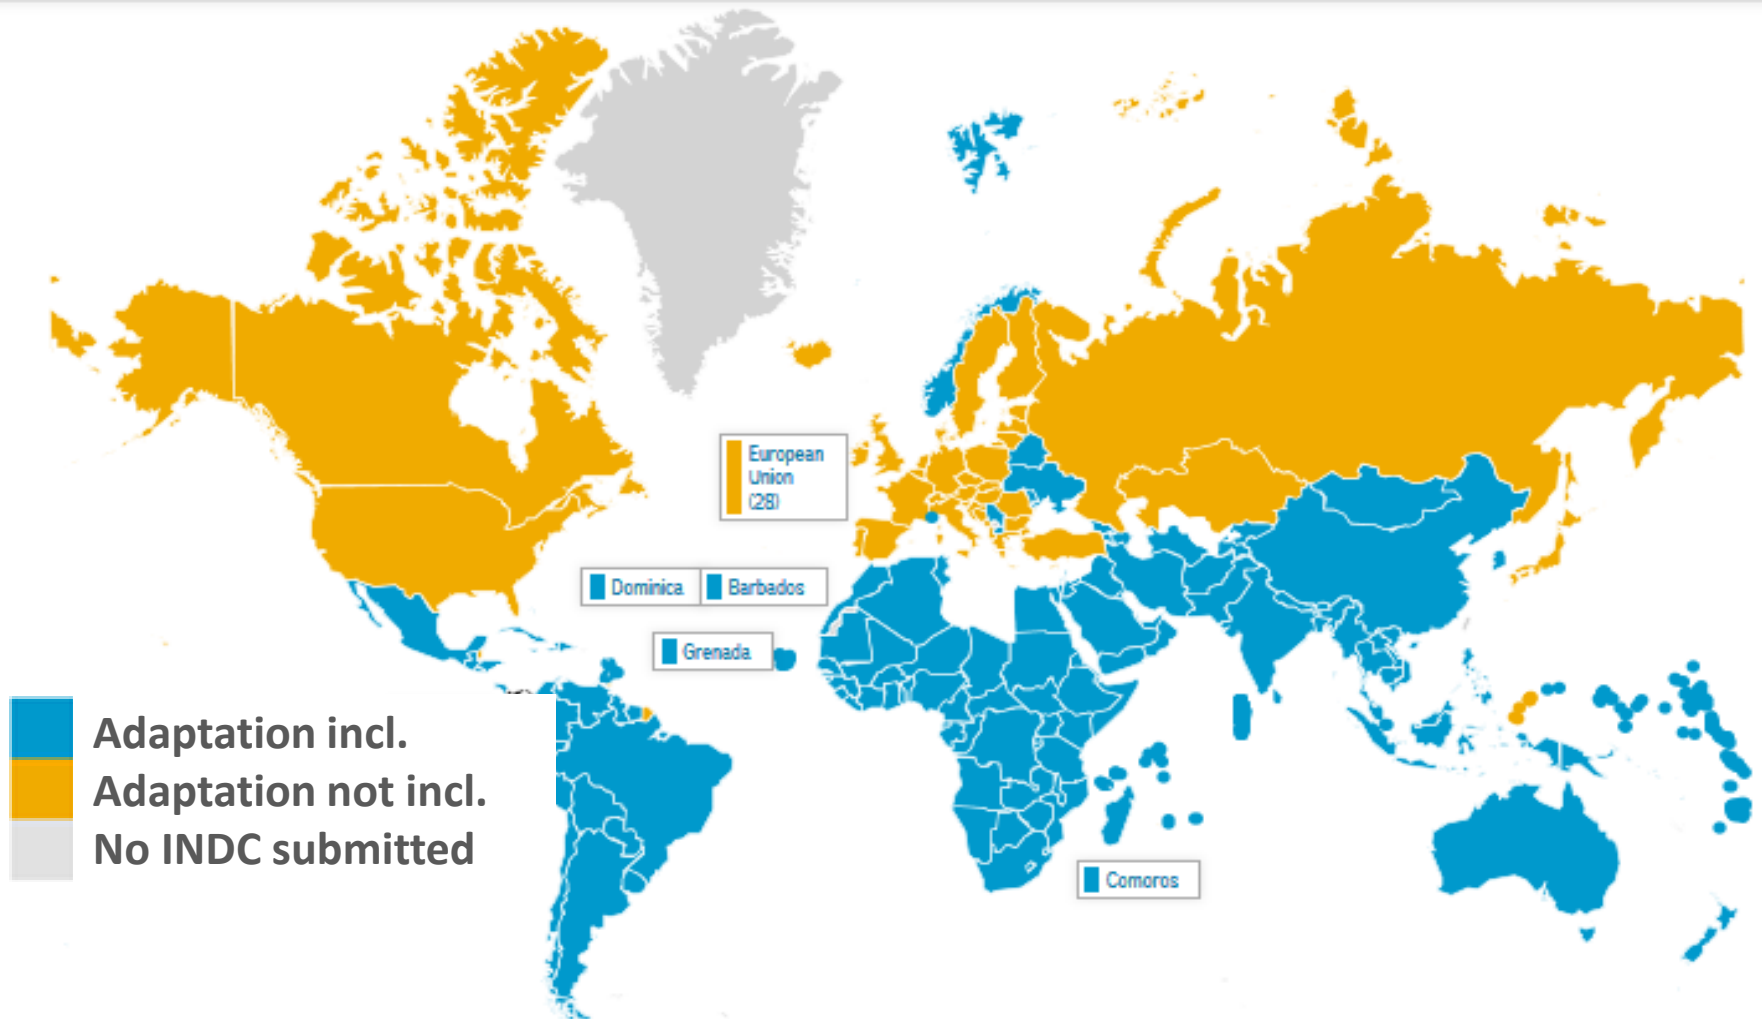 European
Union
(28)
Dominica
Barbados
Grenada
Adaptation incl.
Adaptation not incl.
No INDC submitted
Comoros